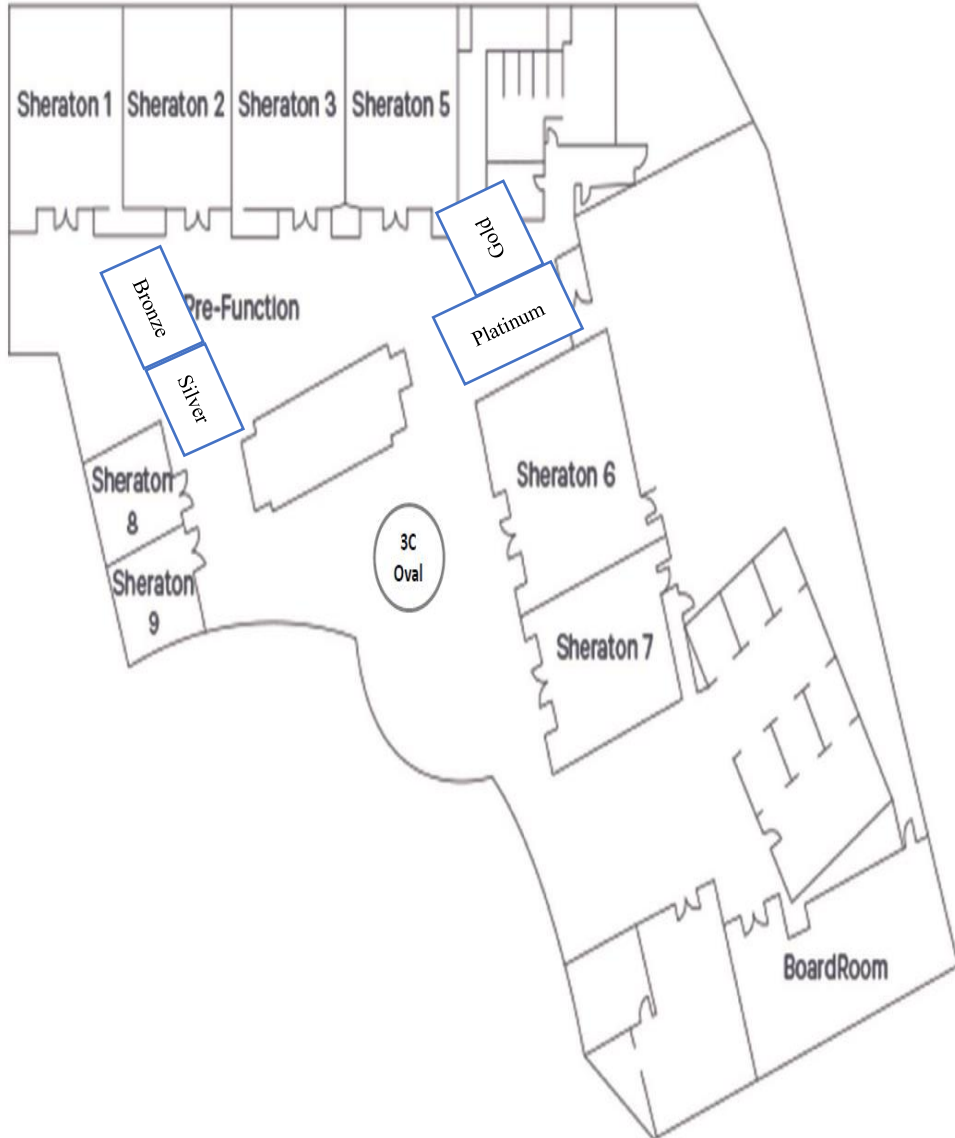 Sheraton 1
Sheraton 2
Sheraton 3
Sheraton 5
Gold
Bronze
Pre-Function
Platinum
Silver
Sheraton
8
Sheraton 6
3C
Oval
Sheraton
9
Sheraton 7
BoardRoom